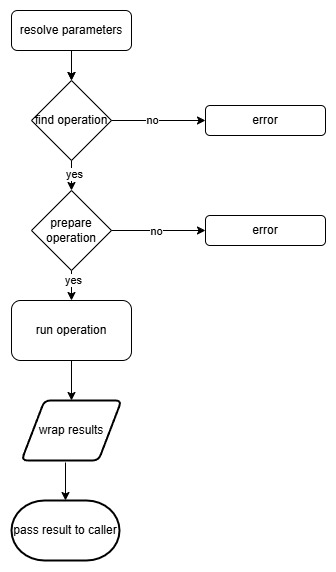 resolve parameters
find operation
no
error
yes
prepare
operation
no
error
yes
run operation
wrap results
pass result to caller